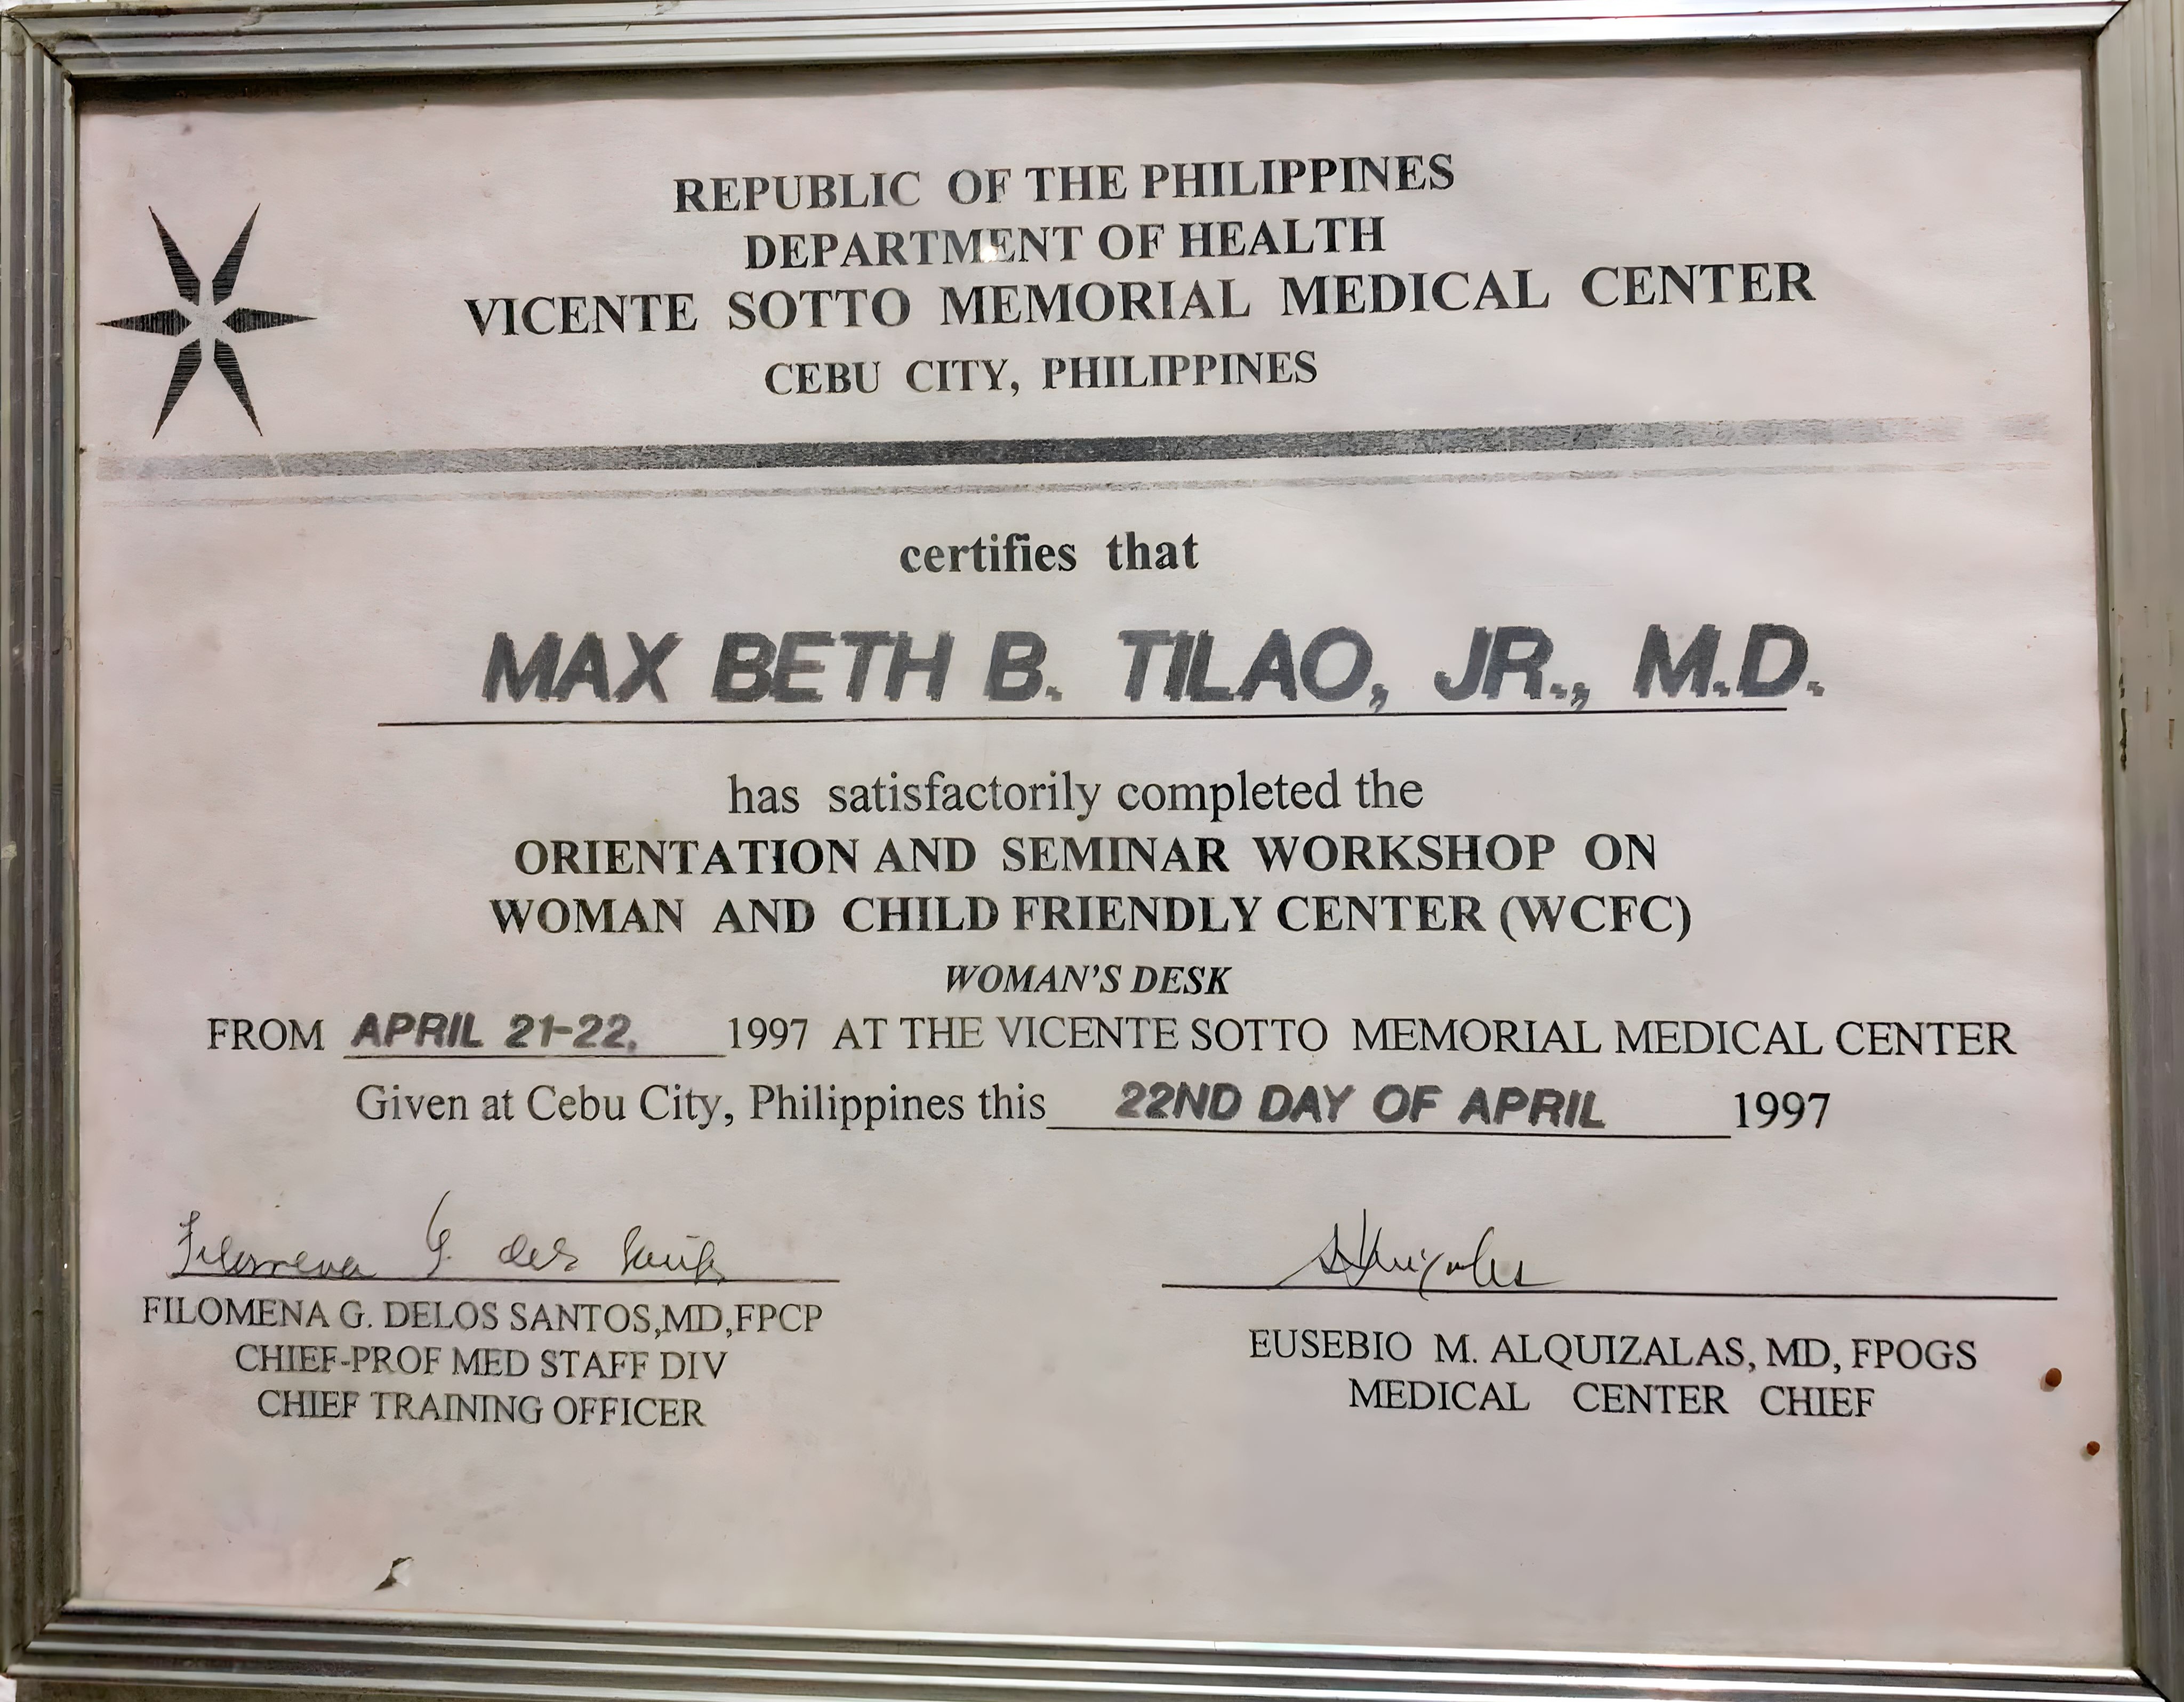 REPUBLIC OF THE PHILIPPINES
DEPARTMENT OF HEALTH
VICENTE SOTTO MEMORIAL MEDICAL CENTER
CEBU CITY, PHILIPPINES
certifies that
MAX BETH B. TILAO, JR., M.D.
has satisfactorily completed the
ORIENTATION AND SEMINAR WORKSHOP ON
WOMAN AND CHILD FRIENDLY CENTER (WCFC)
WOMAN'S DESK
FROM APRIL 21-22, 1997 AT THE VICENTE SOTTO MEMORIAL MEDICAL CENTER
Given at Cebu City, Philippines this 22ND DAY OF APRIL 1997
Filomena G. delos
FILOMENA G. DELOS SANTOS,MD,FPCP
CHIEF-PROF MED STAFF DIV
CHIEF TRAINING OFFICER
EUSEBIO M. ALQUIZALAS, MD, FPOGS
MEDICAL CENTER CHIEF